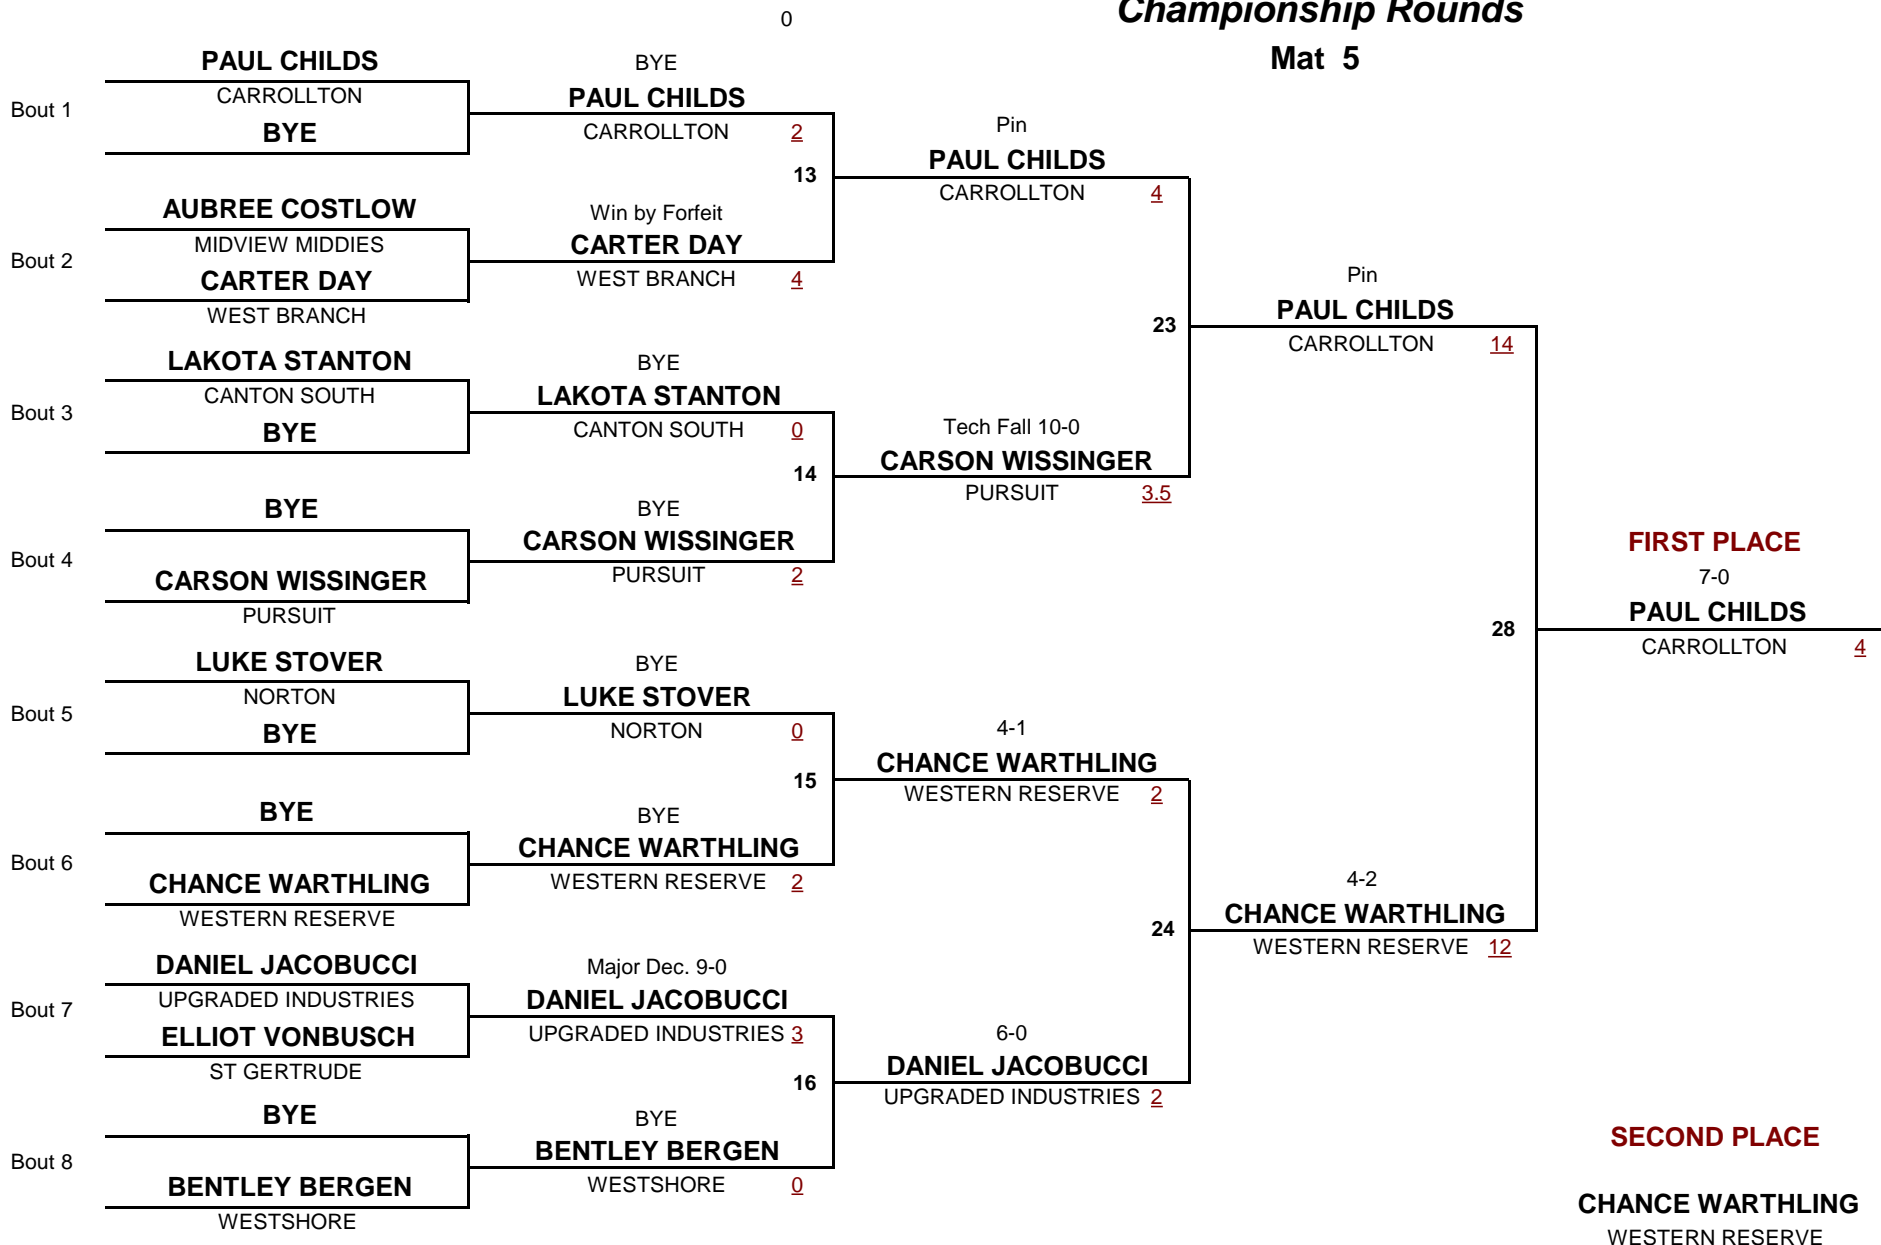 0
Championship Rounds
Mat 5
PAUL CHILDS
CARROLLTON
Bout 1
BYE
AUBREE COSTLOW
MIDVIEW MIDDIES
Bout 2
CARTER DAY
WEST BRANCH
LAKOTA STANTON
CANTON SOUTH
Bout 3
BYE
BYE
Bout 4
CARSON WISSINGER
PURSUIT
LUKE STOVER
NORTON
Bout 5
BYE
BYE
Bout 6
CHANCE WARTHLING
WESTERN RESERVE
DANIEL JACOBUCCI
UPGRADED INDUSTRIES
Bout 7
ELLIOT VONBUSCH
ST GERTRUDE
BYE
Bout 8
BENTLEY BERGEN
WESTSHORE
BYE
PAUL CHILDS
CARROLLTON 2
13
Win by Forfeit
CARTER DAY
WEST BRANCH 4
BYE
LAKOTA STANTON
CANTON SOUTH 0
14
BYE
CARSON WISSINGER
PURSUIT 2
BYE
LUKE STOVER
NORTON 0
15
BYE
CHANCE WARTHLING
WESTERN RESERVE 2
Major Dec. 9-0
DANIEL JACOBUCCI
UPGRADED INDUSTRIES 3
16
BYE
BENTLEY BERGEN
WESTSHORE 0
Pin
PAUL CHILDS
CARROLLTON 4
23
Tech Fall 10-0
CARSON WISSINGER
PURSUIT 3.5
4-1
CHANCE WARTHLING
WESTERN RESERVE 2
24
6-0
DANIEL JACOBUCCI
UPGRADED INDUSTRIES 2
Pin
PAUL CHILDS
CARROLLTON 14
28
4-2
CHANCE WARTHLING
WESTERN RESERVE 12
FIRST PLACE
7-0
PAUL CHILDS
CARROLLTON 4
SECOND PLACE
CHANCE WARTHLING
WESTERN RESERVE